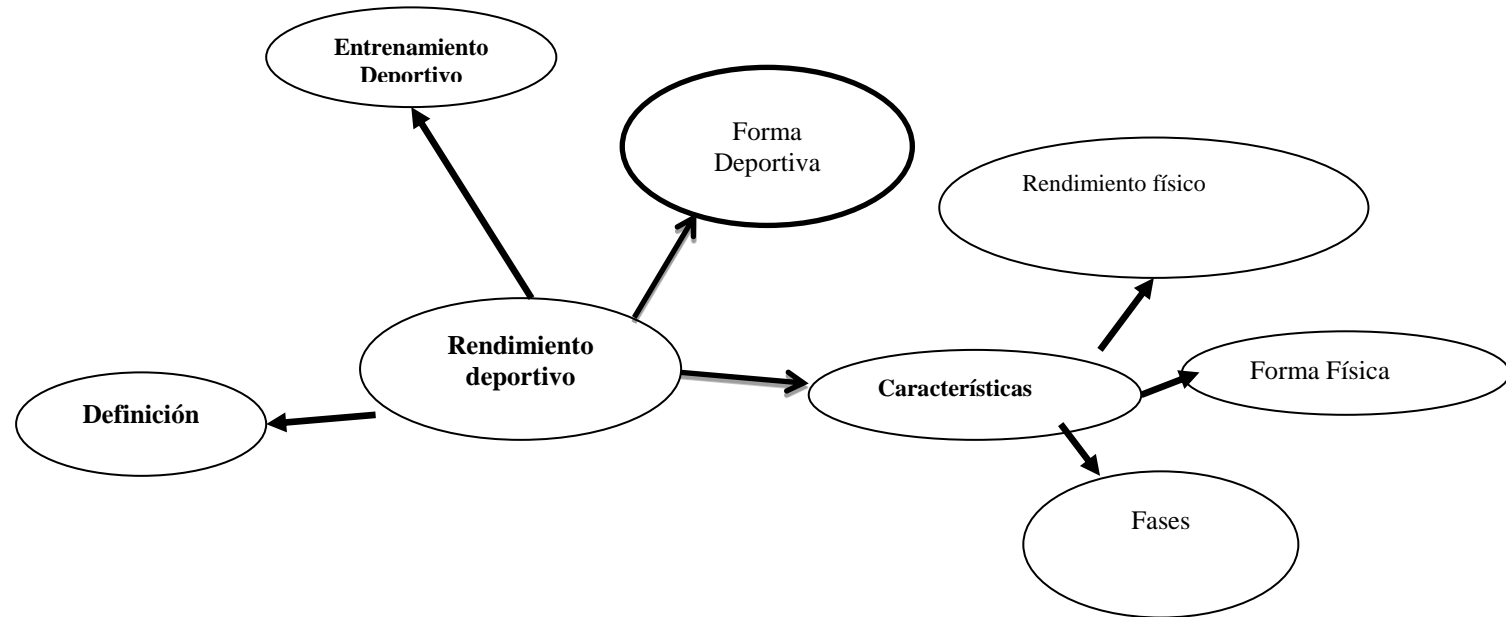 Entrenamiento
Deportivo
Forma
Deportiva
Rendimiento físico
Rendimiento
deportivo
Forma Física
Características
Definición
Fases